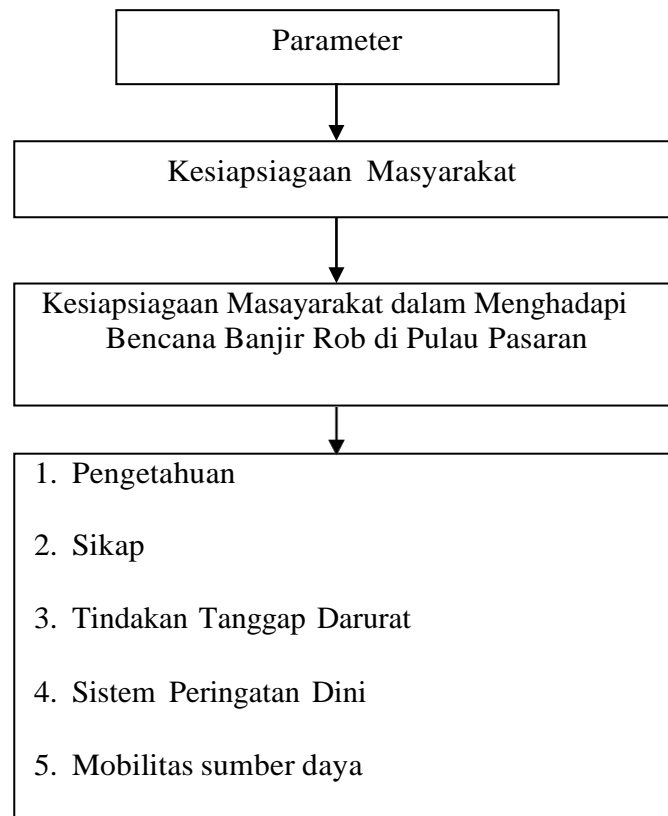 Parameter
Kesiapsiagaan Masyarakat
Kesiapsiagaan Masayarakat dalam Menghadapi
Bencana Banjir Rob di Pulau Pasaran
1. Pengetahuan
2. Sikap
3. Tindakan Tanggap Darurat
4. Sistem Peringatan Dini
5. Mobilitas sumber daya